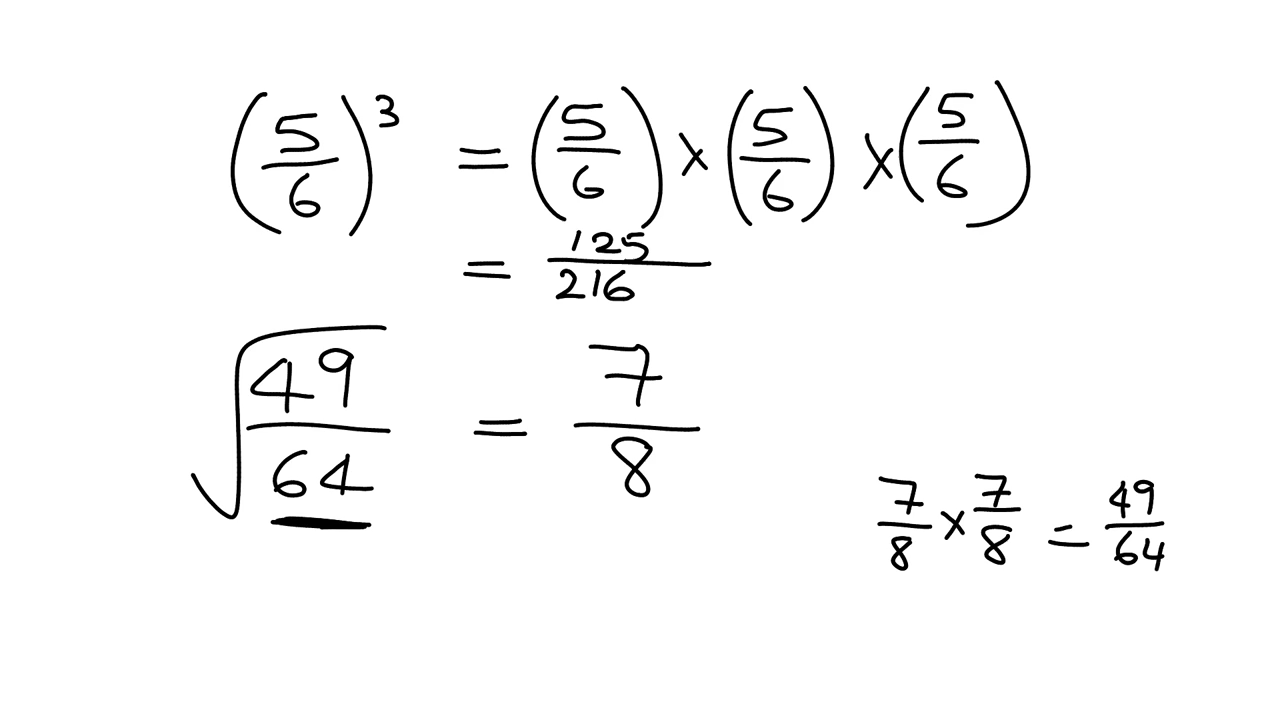 (5/6)³ = (5/6) × (5/6) × (5/6)
= 125/216
√(49/64) = 7/8
7/8 × 7/8 = 49/64